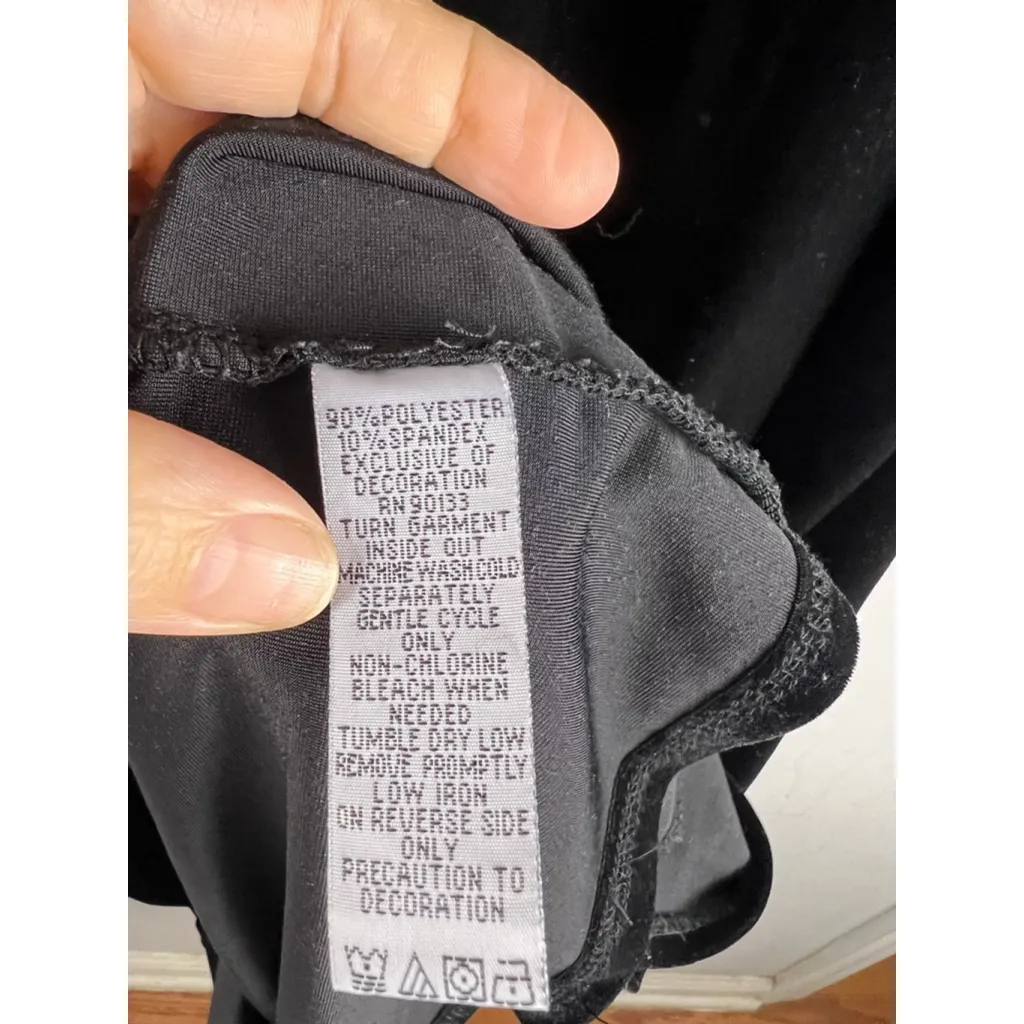 90%POLYESTER
10%SPANDEX
EXCLUSIVE OF
DECORATION
RN90133
TURN GARMENT
INSIDE OUT
MACHINE WASH COLD
SEPARATELY
GENTLE CYCLE
ONLY
NON-CHLORINE
BLEACH WHEN
NEEDED
TUMBLE DRY LOW
REMOVE PROMPTLY
LOW IRON
ON REVERSE SIDE
ONLY
PRECAUTION TO
DECORATION